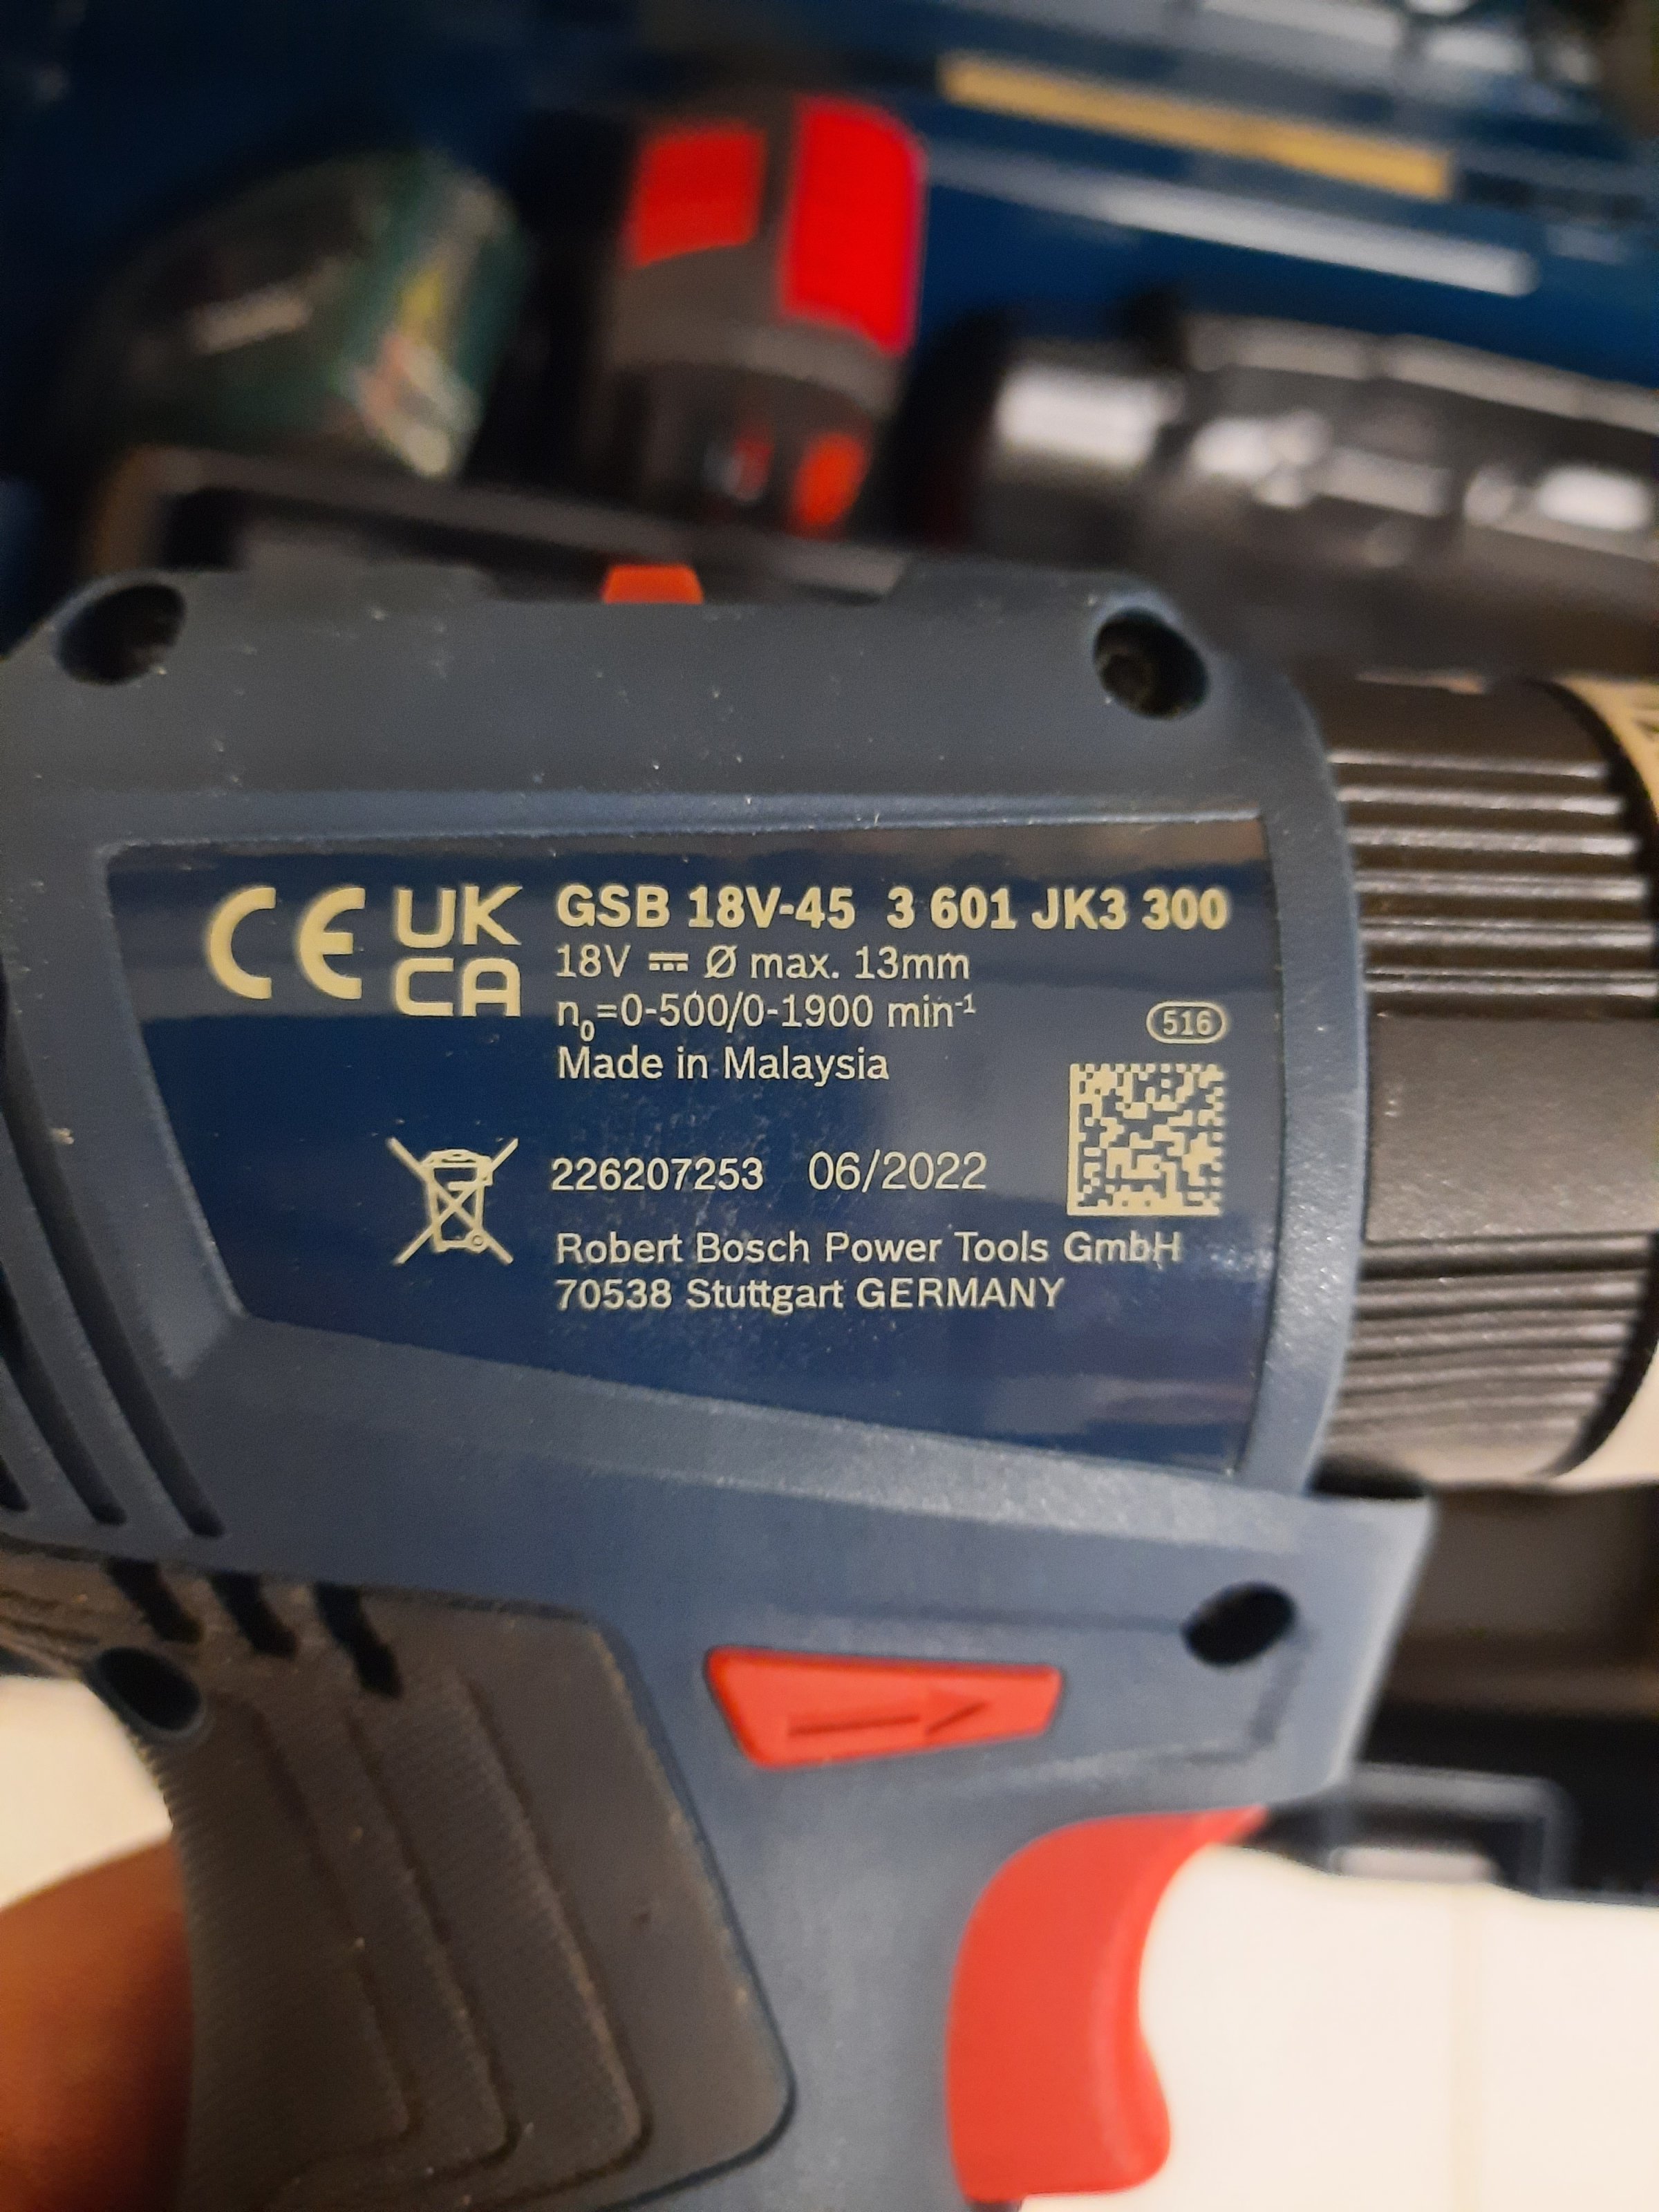 CE UK CA
GSB 18V-45 3 601 JK3 300
18V ⎓ Ø max. 13mm
n₀=0-500/0-1900 min⁻¹
516
Made in Malaysia
226207253 06/2022
Robert Bosch Power Tools GmbH
70538 Stuttgart GERMANY